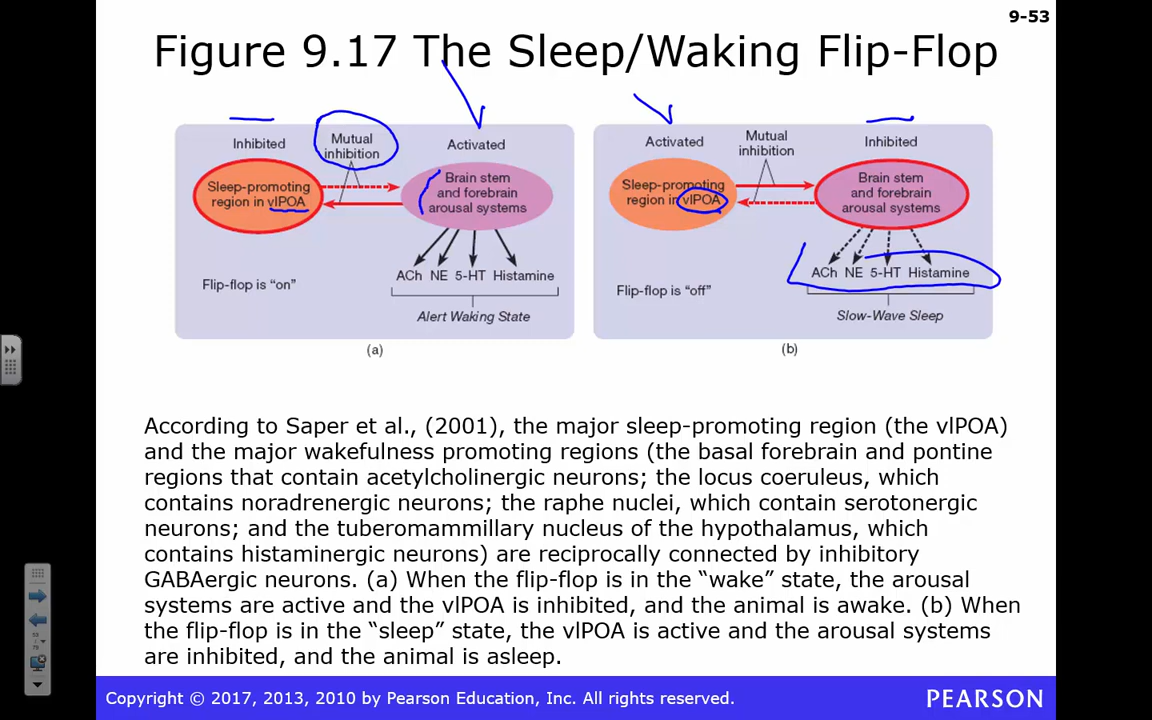 9-53
Figure 9.17 The Sleep/Waking Flip-Flop
Inhibited
Mutual
inhibition
Activated
Sleep-promoting
region in vlPOA
Brain stem
and forebrain
arousal systems
ACh NE 5-HT Histamine
Flip-flop is “on”
Alert Waking State
(a)
Activated
Mutual
inhibition
Inhibited
Sleep-promoting
region in vlPOA
Brain stem
and forebrain
arousal systems
ACh NE 5-HT Histamine
Flip-flop is “off”
Slow-Wave Sleep
(b)
According to Saper et al., (2001), the major sleep-promoting region (the vlPOA)
and the major wakefulness promoting regions (the basal forebrain and pontine
regions that contain acetylcholinergic neurons; the locus coeruleus, which
contains noradrenergic neurons; the raphe nuclei, which contain serotonergic
neurons; and the tuberomammillary nucleus of the hypothalamus, which
contains histaminergic neurons) are reciprocally connected by inhibitory
GABAergic neurons. (a) When the flip-flop is in the “wake” state, the arousal
systems are active and the vlPOA is inhibited, and the animal is awake. (b) When
the flip-flop is in the “sleep” state, the vlPOA is active and the arousal systems
are inhibited, and the animal is asleep.
Copyright © 2017, 2013, 2010 by Pearson Education, Inc. All rights reserved.
PEARSON